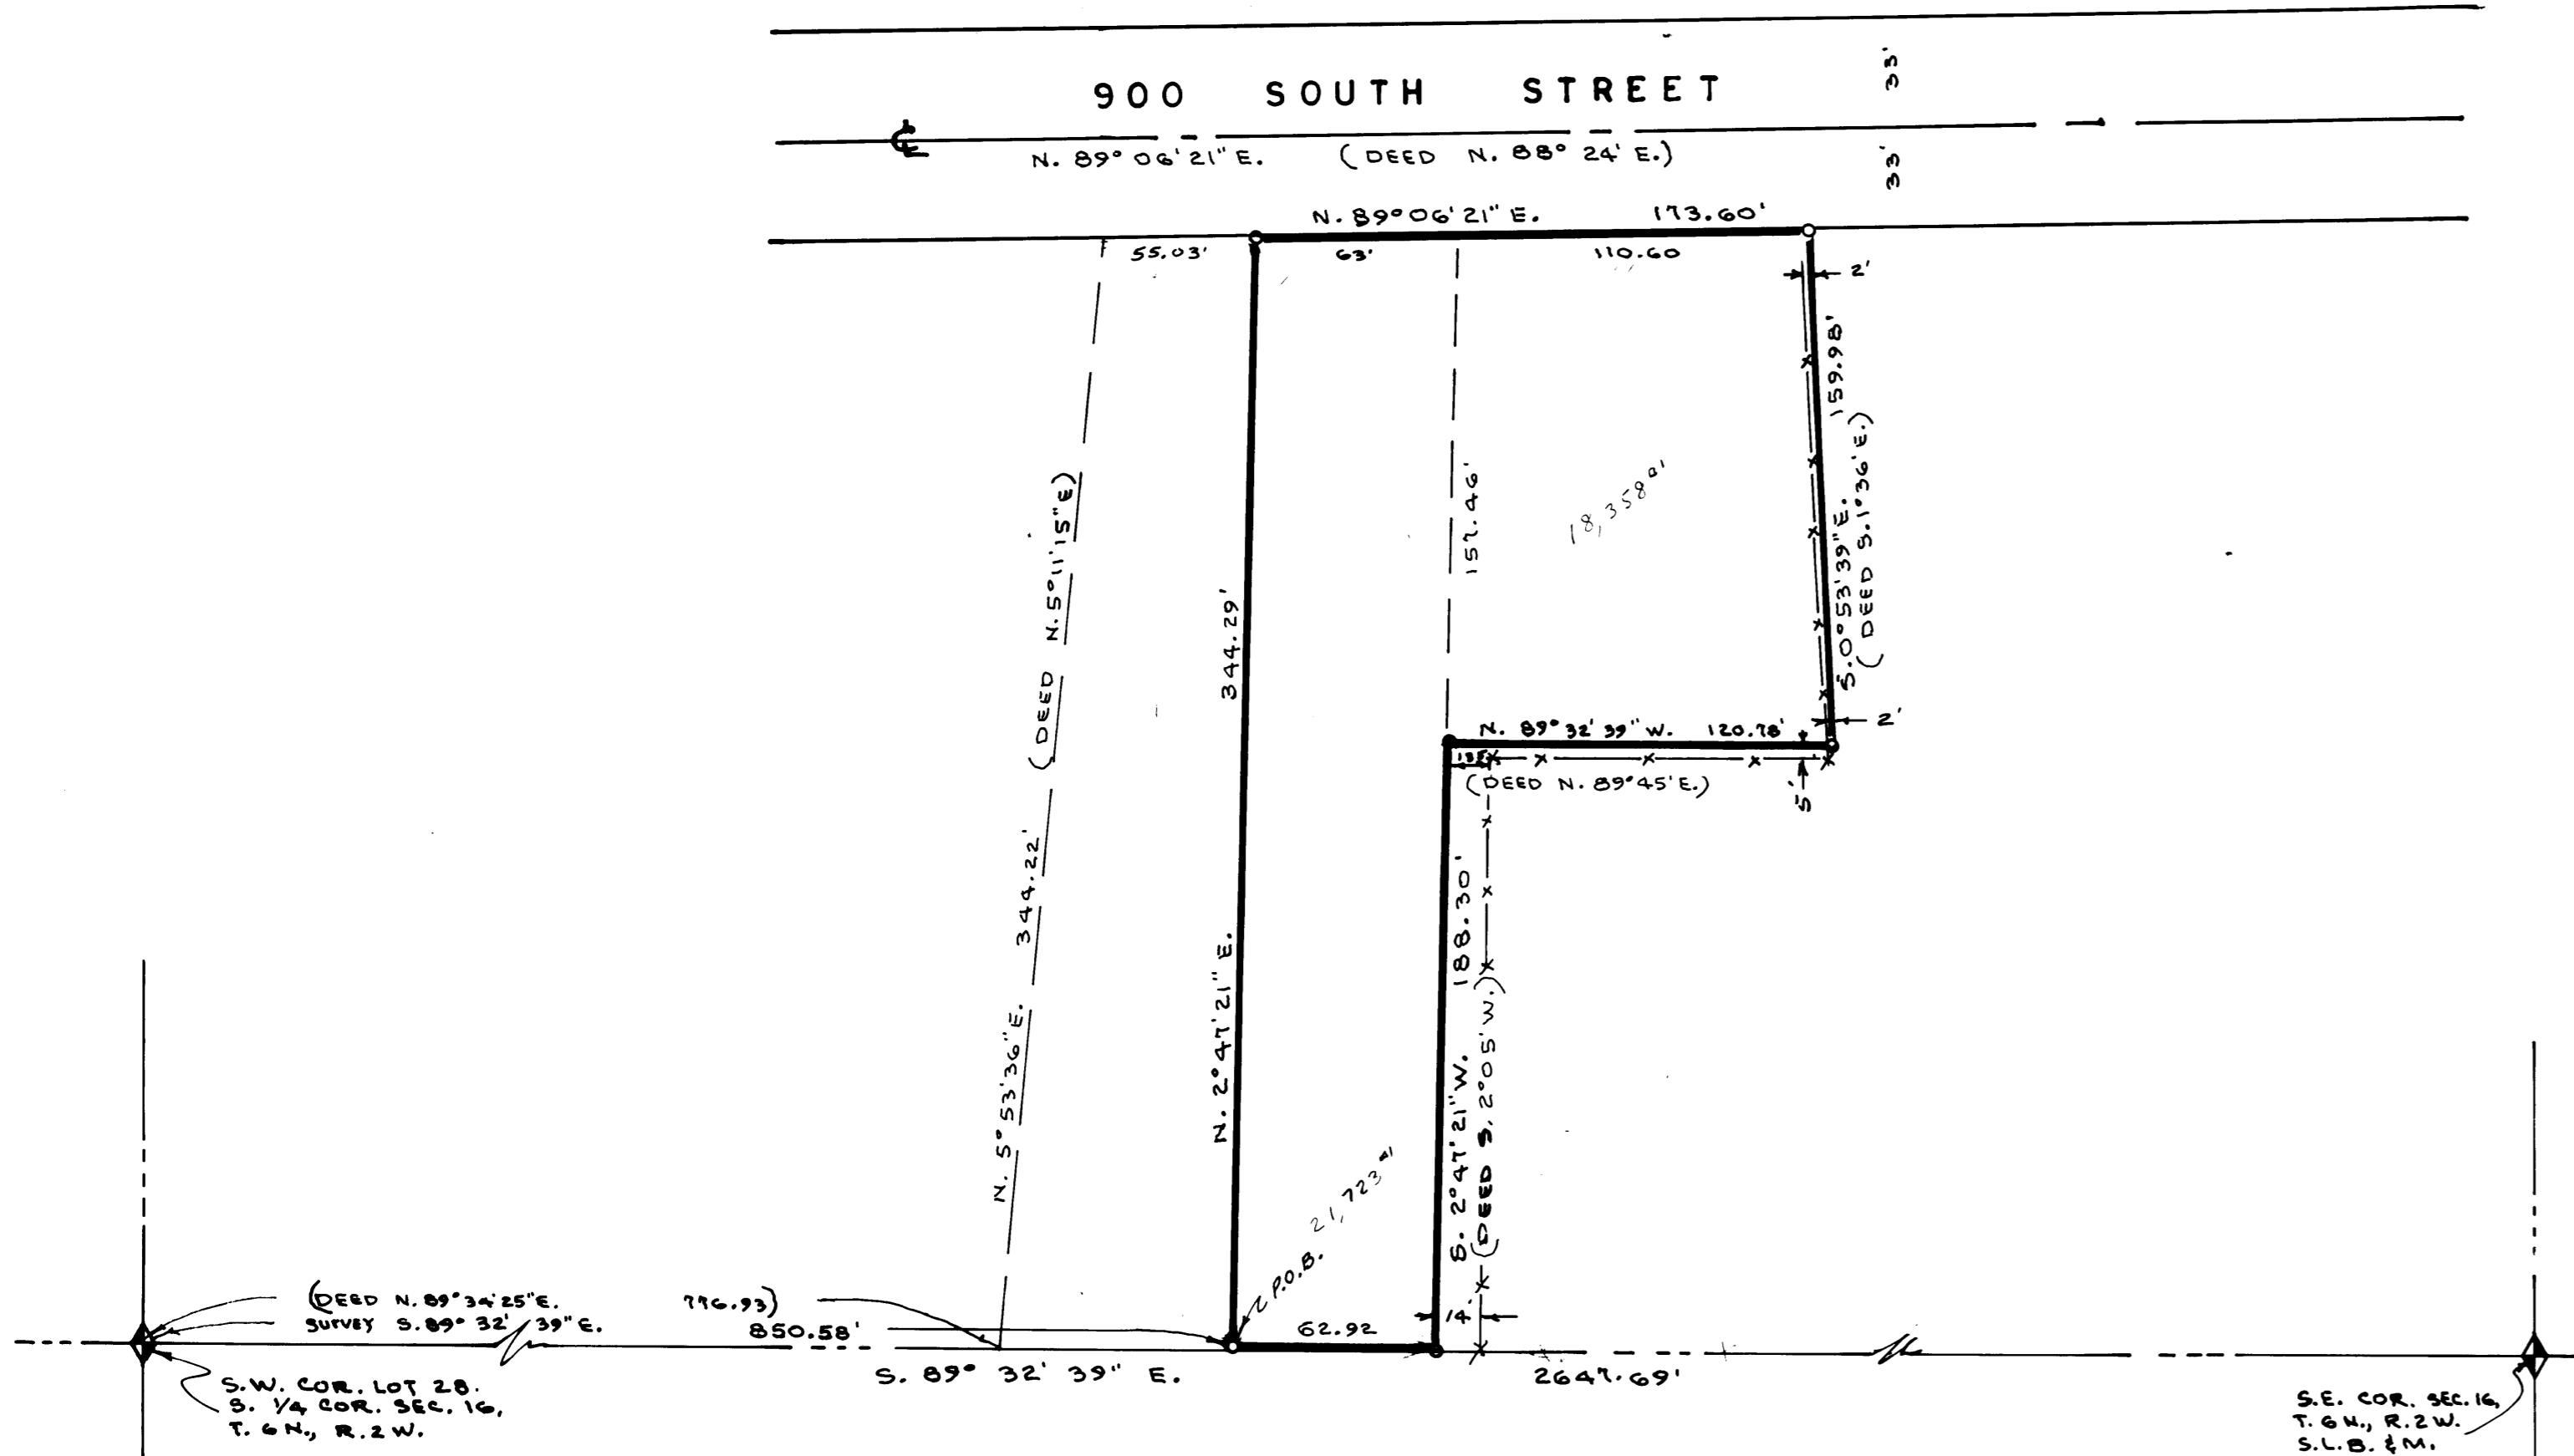 33'
900 SOUTH STREET
℄
N. 89° 06' 21" E. (DEED N. 88° 24' E.)
33'
N. 89° 06' 21" E. 173.60'
55.03' 63' 110.60
2'
159.98'
S. 0° 53' 39" E.
(DEED S. 1° 36' E.)
(DEED N. 5° 11' 15" E)
157.46'
18,358
344.29'
2'
N. 89° 32' 39" W. 120.78'
(DEED N. 89° 45' E.)
5'
N. 5° 53' 36" E. 344.22'
N. 2° 47' 21" E.
S. 2° 47' 21" W. 188.30'
(DEED S. 2° 05' W.)
21,723
P.O.B.
14'
(DEED N. 89° 34' 25" E. 776.93)
SURVEY S. 89° 32' 39" E. 850.58'
62.92
S. 89° 32' 39" E. 2647.69'
S.W. COR. LOT 28.
S. 1/4 COR. SEC. 16,
T. 6 N., R. 2 W.
S.E. COR. SEC. 16,
T. 6 N., R. 2 W.
S.L.B. & M.